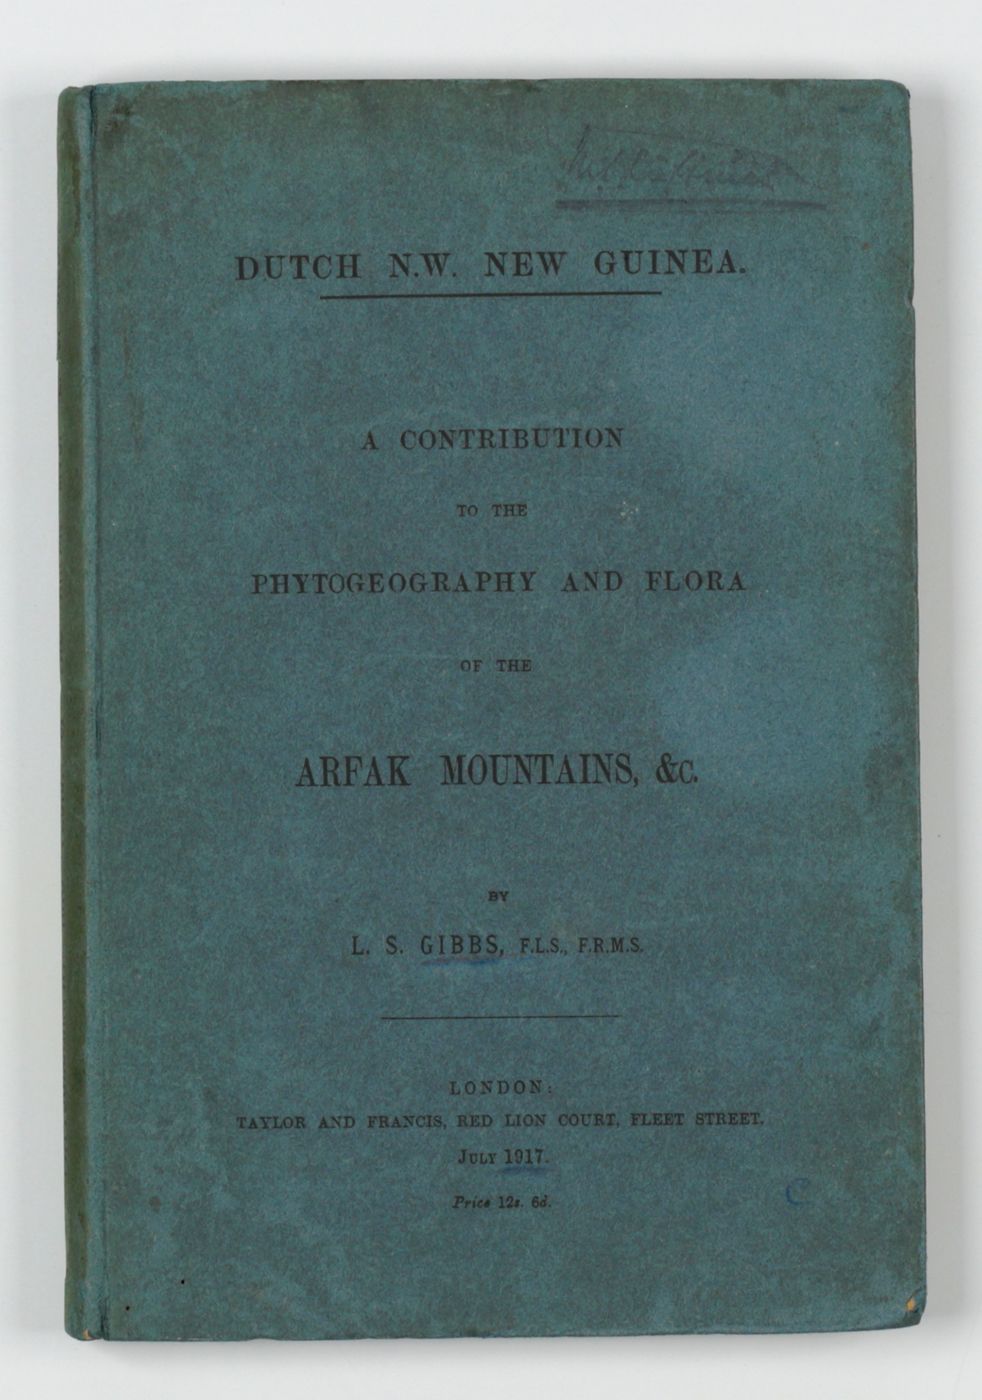 DUTCH N.W. NEW GUINEA.
A CONTRIBUTION
TO THE
PHYTOGEOGRAPHY AND FLORA
OF THE
ARFAK MOUNTAINS, &C.
BY
L. S. GIBBS, F.L.S., F.R.M.S.
LONDON:
TAYLOR AND FRANCIS, RED LION COURT, FLEET STREET.
JULY 1917.
Price 12s. 6d.
C